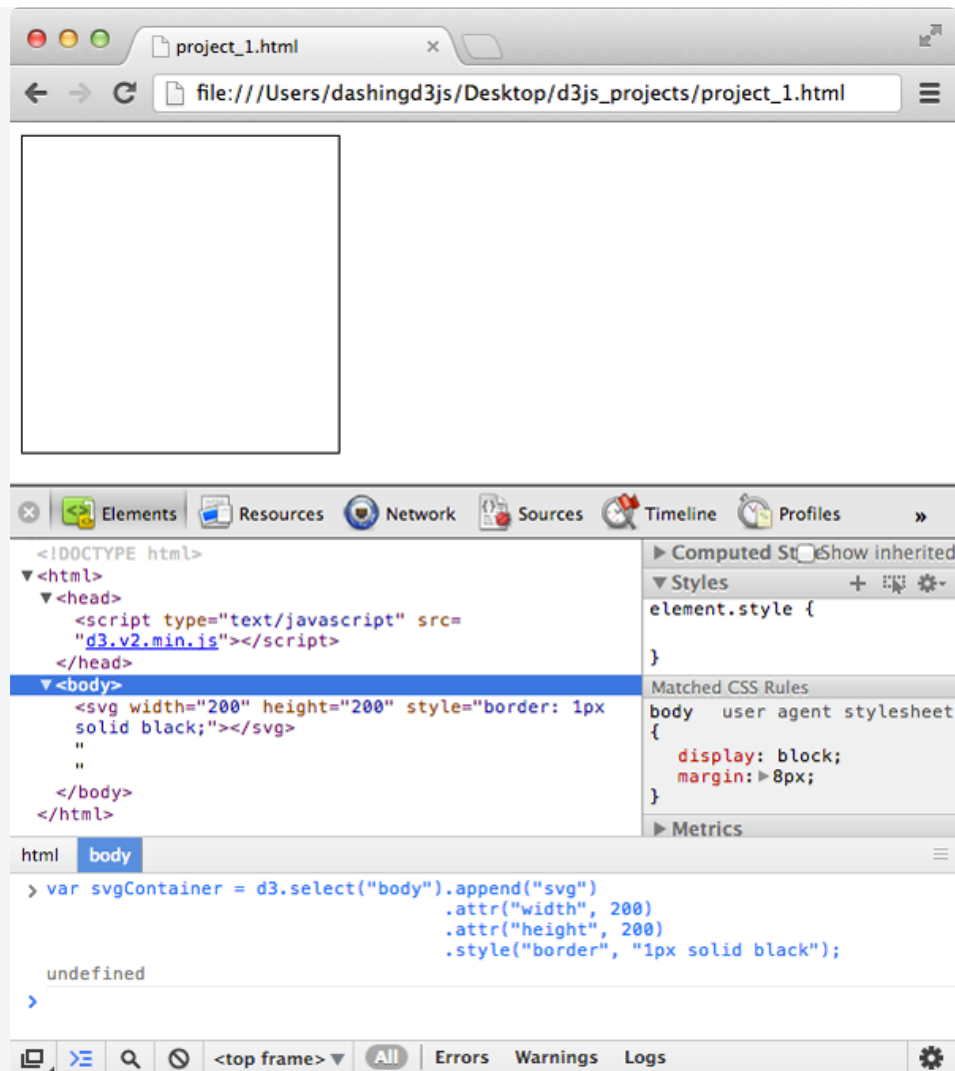 project_1.html
file:///Users/dashingd3js/Desktop/d3js_projects/project_1.html
Elements Resources Network Sources Timeline Profiles »
<!DOCTYPE html>
▼<html>
▼<head>
<script type="text/javascript" src=
"d3.v2.min.js"></script>
</head>
▼<body>
<svg width="200" height="200" style="border: 1px
solid black;"></svg>
"
"
</body>
</html>
▶ Computed St Show inherited
▼ Styles
element.style {
}
Matched CSS Rules
body user agent stylesheet
{
display: block;
margin:▶8px;
}
▶ Metrics
html body
> var svgContainer = d3.select("body").append("svg")
.attr("width", 200)
.attr("height", 200)
.style("border", "1px solid black");
undefined
>
<top frame> ▼ All Errors Warnings Logs